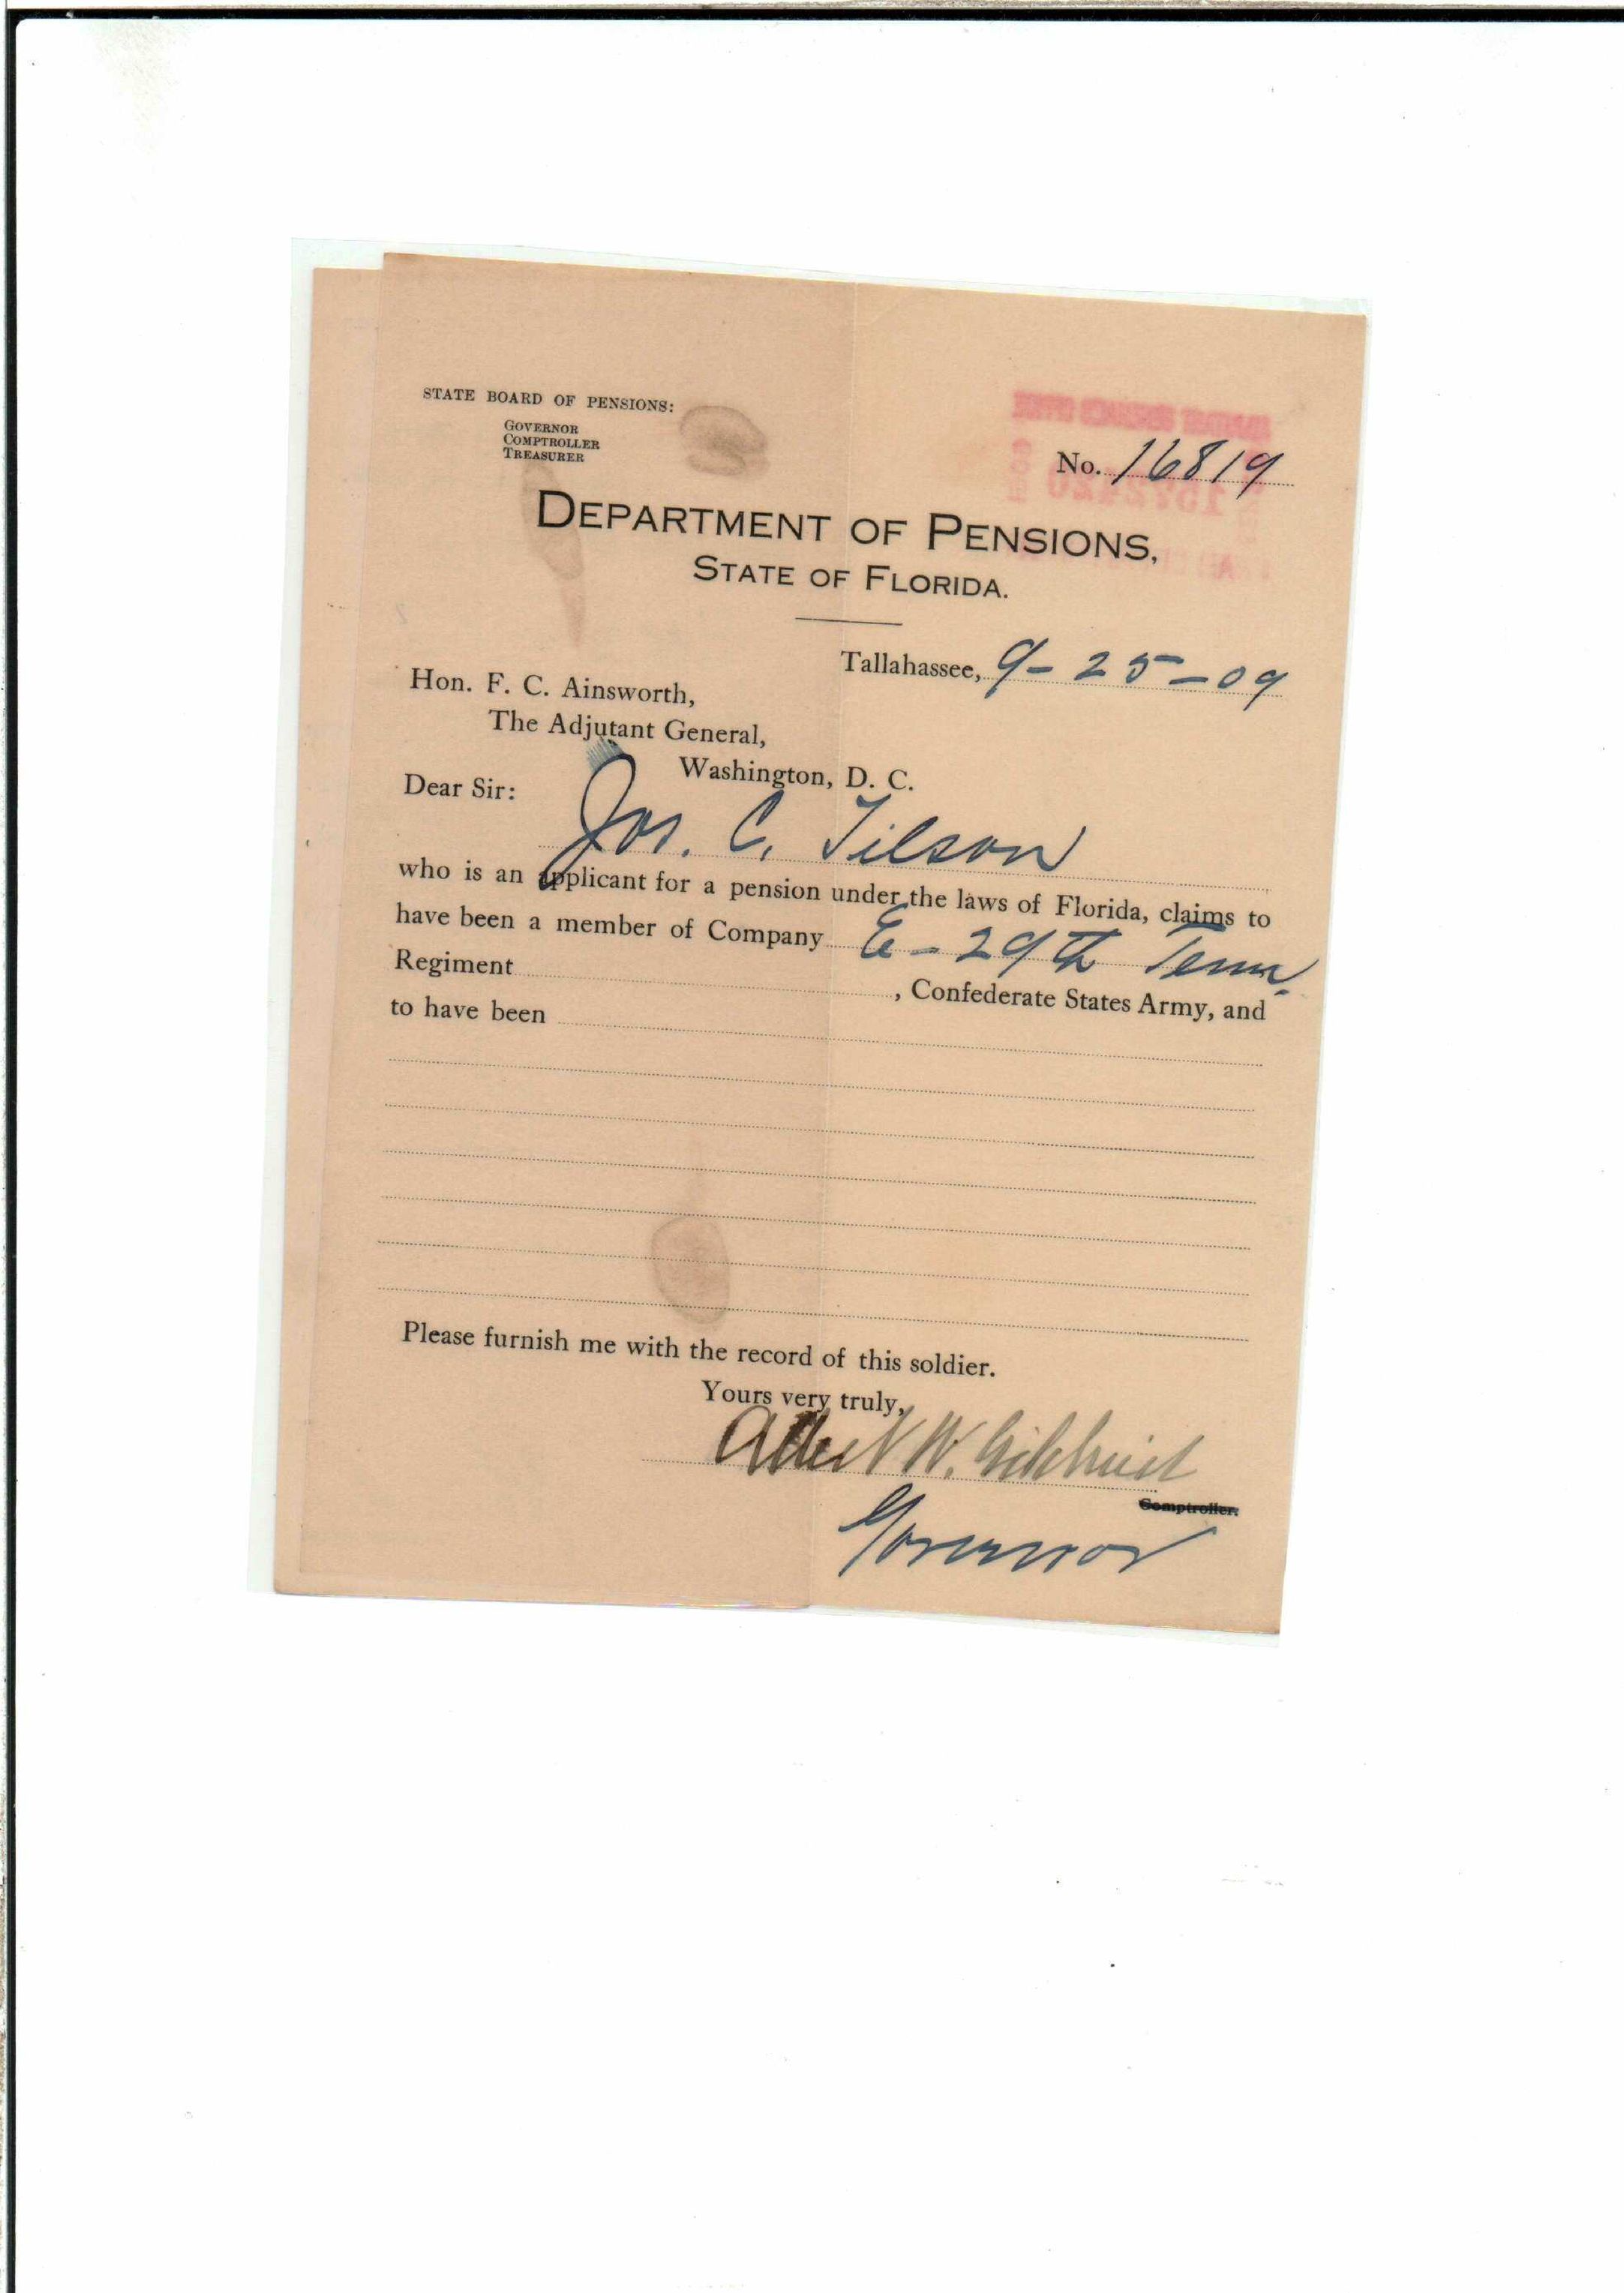 STATE BOARD OF PENSIONS:
GOVERNOR
COMPTROLLER
TREASURER
No. 16819
1572420
DEPARTMENT OF PENSIONS,
STATE OF FLORIDA.
Tallahassee, 9-25-09
Hon. F. C. Ainsworth,
The Adjutant General,
Washington, D. C.
Dear Sir:
Jos. C. Tilson
who is an applicant for a pension under the laws of Florida, claims to
have been a member of Company E - 29th Tenn.
Regiment , Confederate States Army, and
to have been
Please furnish me with the record of this soldier.
Yours very truly,
Albert W. Gilchrist
Comptroller.
Governor